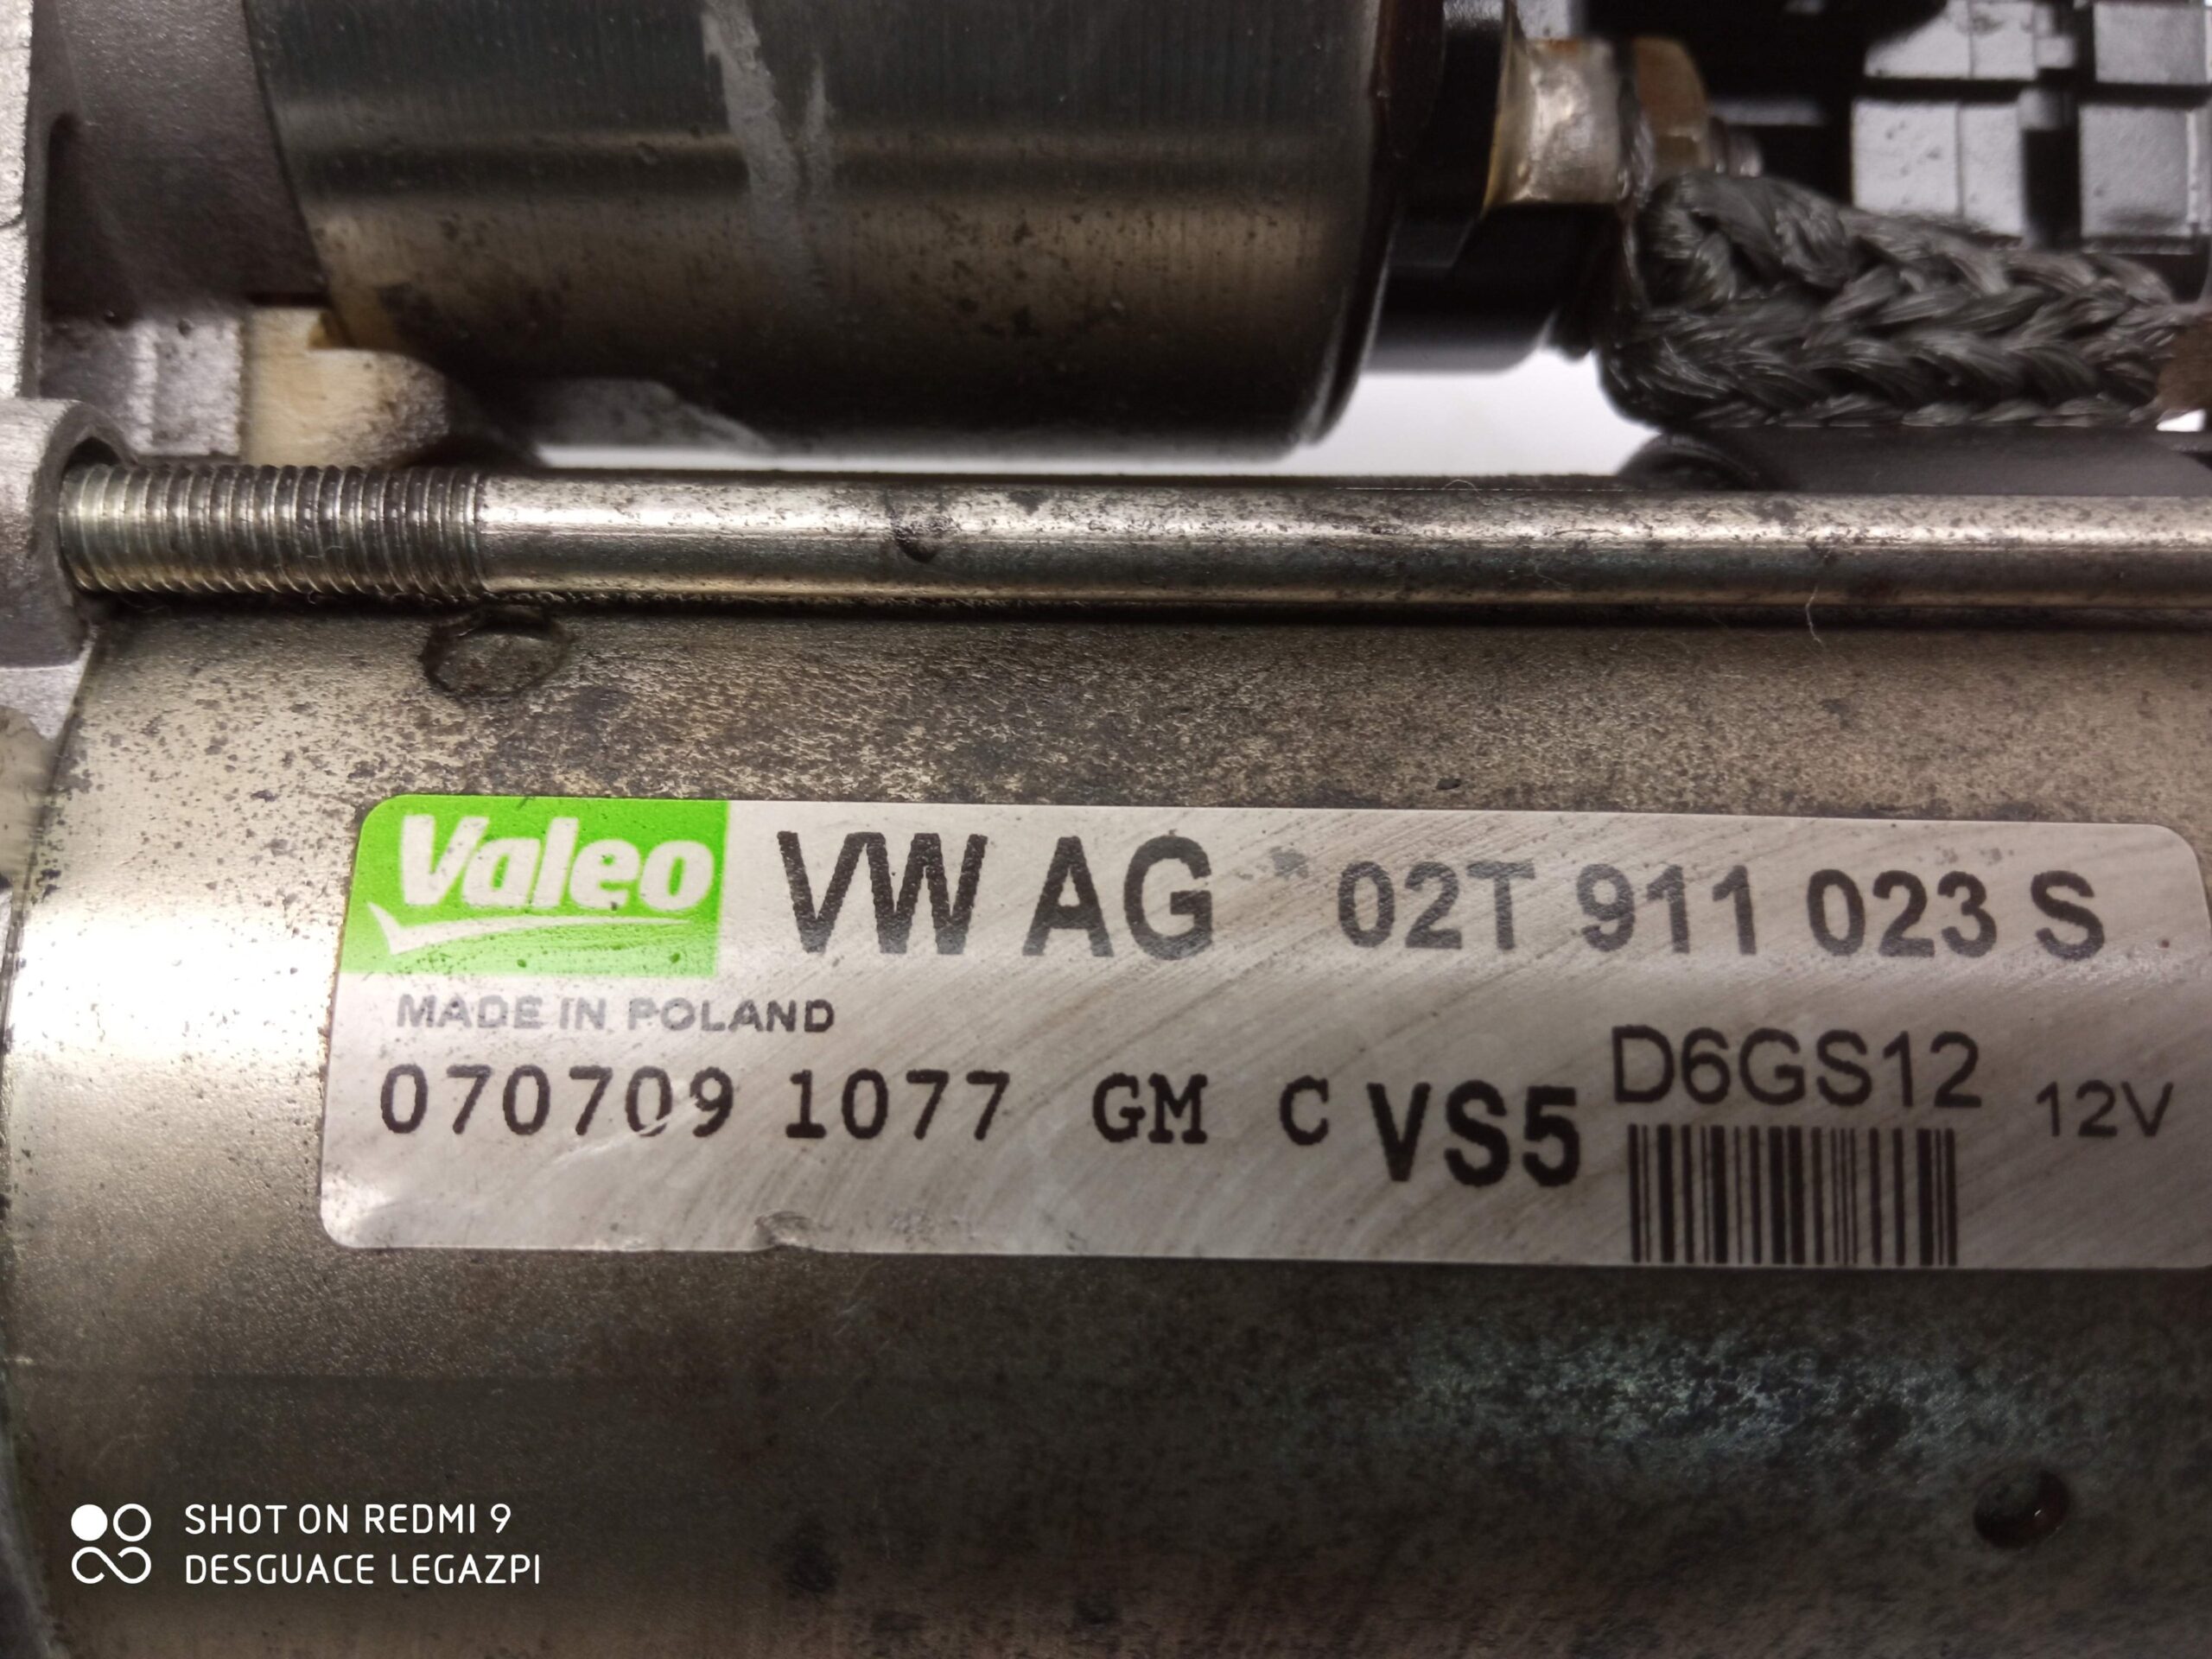 Valeo VW AG 02T 911 023 S
MADE IN POLAND
070709 1077 GM C VS5 D6GS12 12V
SHOT ON REDMI 9
DESGUACE LEGAZPI